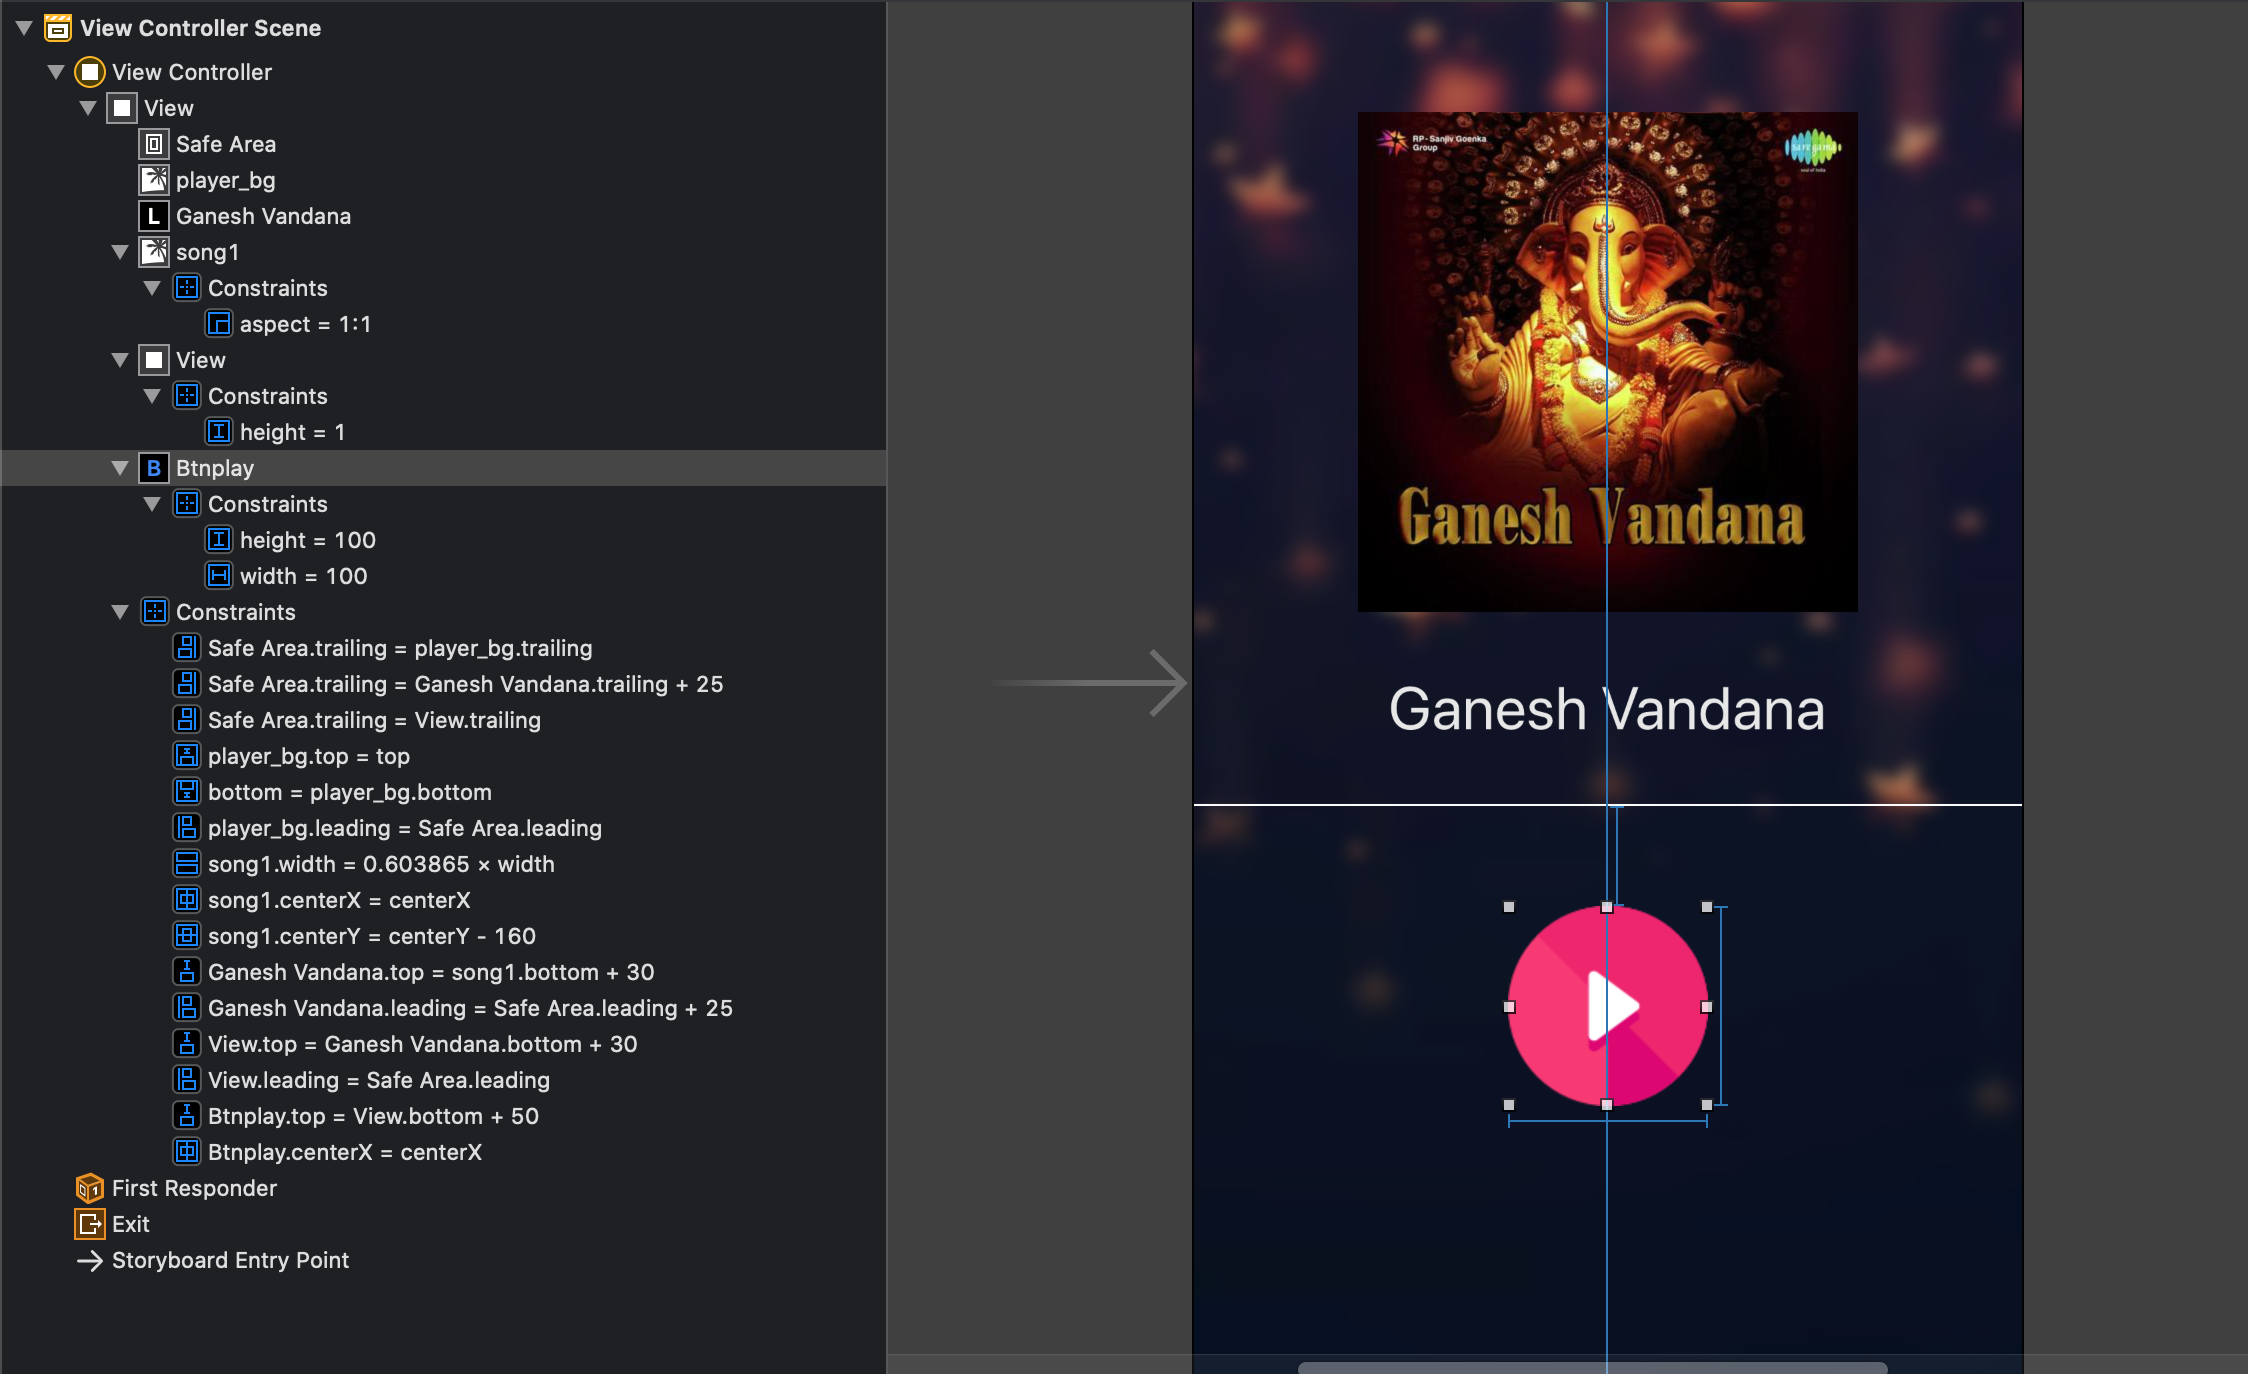 View Controller Scene
View Controller
View
Safe Area
player_bg
L Ganesh Vandana
song1
Constraints
aspect = 1:1
View
Constraints
height = 1
B Btnplay
Constraints
height = 100
width = 100
Constraints
Safe Area.trailing = player_bg.trailing
Safe Area.trailing = Ganesh Vandana.trailing + 25
Safe Area.trailing = View.trailing
player_bg.top = top
bottom = player_bg.bottom
player_bg.leading = Safe Area.leading
song1.width = 0.603865 × width
song1.centerX = centerX
song1.centerY = centerY - 160
Ganesh Vandana.top = song1.bottom + 30
Ganesh Vandana.leading = Safe Area.leading + 25
View.top = Ganesh Vandana.bottom + 30
View.leading = Safe Area.leading
Btnplay.top = View.bottom + 50
Btnplay.centerX = centerX
First Responder
Exit
Storyboard Entry Point
RP-Sanjiv Goenka
Group
saregama
soul of India
Ganesh Vandana
Ganesh Vandana